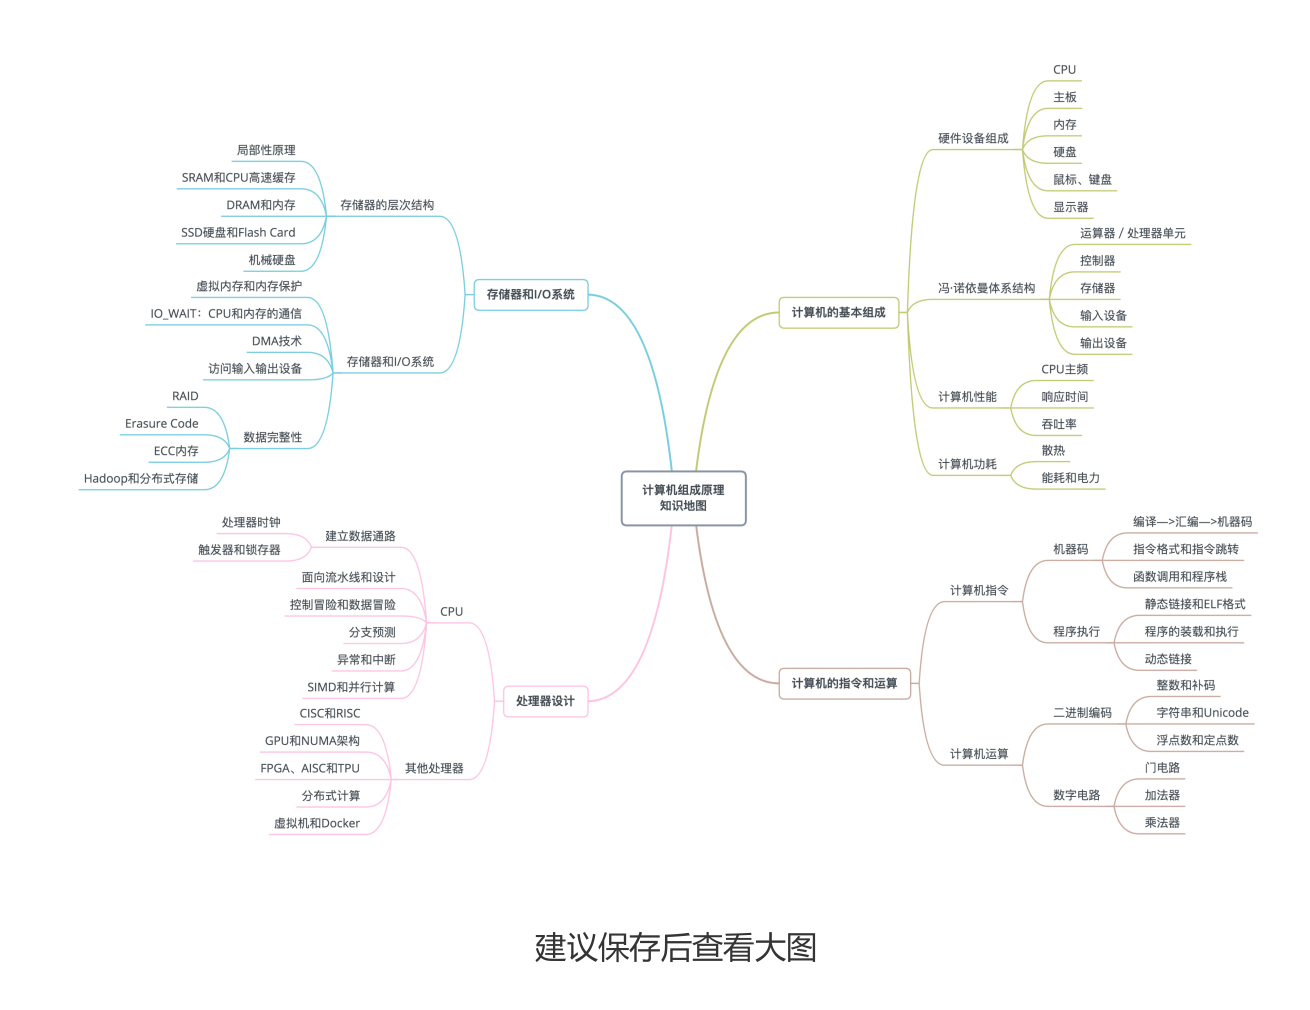 计算机组成原理
知识地图
计算机的基本组成
硬件设备组成
CPU
主板
内存
硬盘
鼠标、键盘
显示器
冯·诺依曼体系结构
运算器 / 处理器单元
控制器
存储器
输入设备
输出设备
计算机性能
CPU主频
响应时间
吞吐率
计算机功耗
散热
能耗和电力
计算机的指令和运算
计算机指令
机器码
编译—>汇编—>机器码
指令格式和指令跳转
函数调用和程序栈
程序执行
静态链接和ELF格式
程序的装载和执行
动态链接
计算机运算
二进制编码
整数和补码
字符串和Unicode
浮点数和定点数
数字电路
门电路
加法器
乘法器
存储器和I/O系统
存储器的层次结构
局部性原理
SRAM和CPU高速缓存
DRAM和内存
SSD硬盘和Flash Card
机械硬盘
存储器和I/O系统
虚拟内存和内存保护
IO_WAIT：CPU和内存的通信
DMA技术
访问输入输出设备
数据完整性
RAID
Erasure Code
ECC内存
Hadoop和分布式存储
处理器设计
CPU
建立数据通路
处理器时钟
触发器和锁存器
面向流水线和设计
控制冒险和数据冒险
分支预测
异常和中断
SIMD和并行计算
其他处理器
CISC和RISC
GPU和NUMA架构
FPGA、AISC和TPU
分布式计算
虚拟机和Docker
建议保存后查看大图